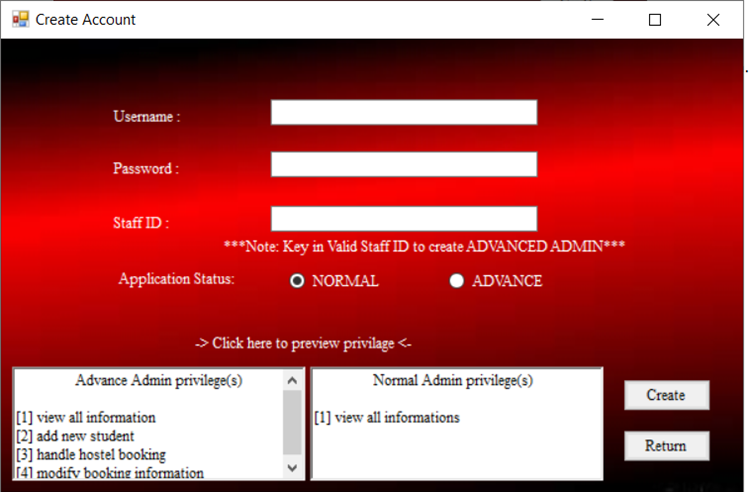 Create Account
Username :
Password :
Staff ID :
***Note: Key in Valid Staff ID to create ADVANCED ADMIN***
Application Status: NORMAL ADVANCE
-> Click here to preview privilage <-
Advance Admin privilege(s)
[1] view all information
[2] add new student
[3] handle hostel booking
[4] modify booking information
Normal Admin privilege(s)
[1] view all informations
Create
Return